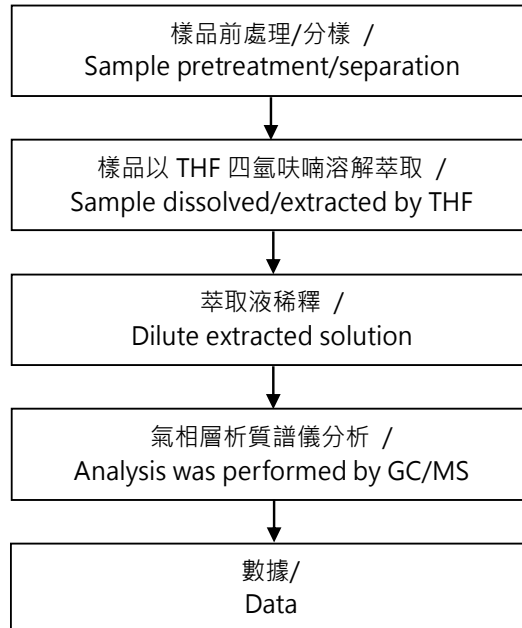 樣品前處理/分樣 /
Sample pretreatment/separation
樣品以 THF 四氫呋喃溶解萃取 /
Sample dissolved/extracted by THF
萃取液稀釋 /
Dilute extracted solution
氣相層析質譜儀分析 /
Analysis was performed by GC/MS
數據/
Data